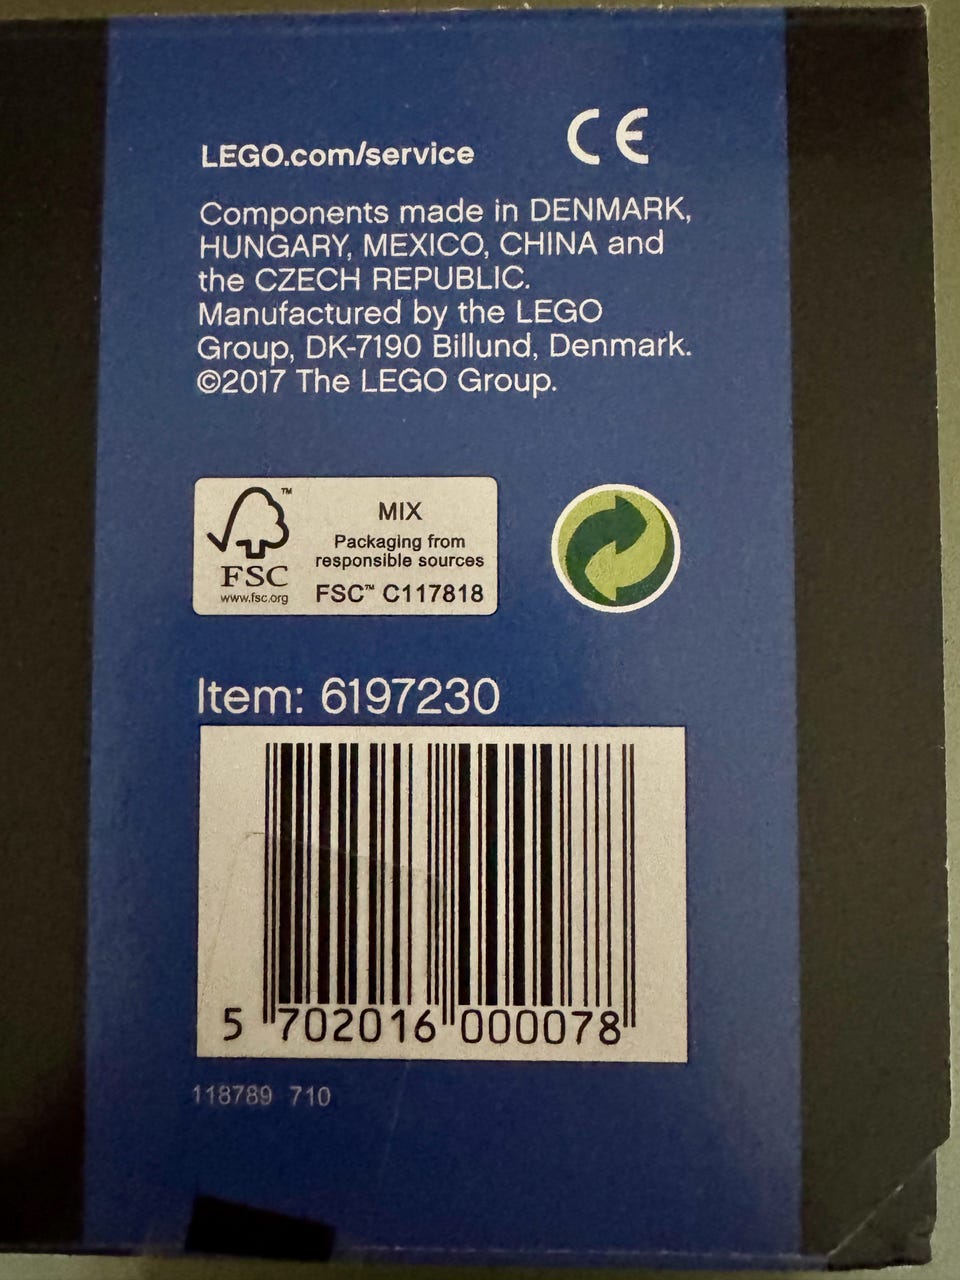 LEGO.com/service
CE
Components made in DENMARK,
HUNGARY, MEXICO, CHINA and
the CZECH REPUBLIC.
Manufactured by the LEGO
Group, DK-7190 Billund, Denmark.
©2017 The LEGO Group.
FSC
www.fsc.org
™
MIX
Packaging from
responsible sources
FSC™ C117818
Item: 6197230
5 702016 000078
118789 710